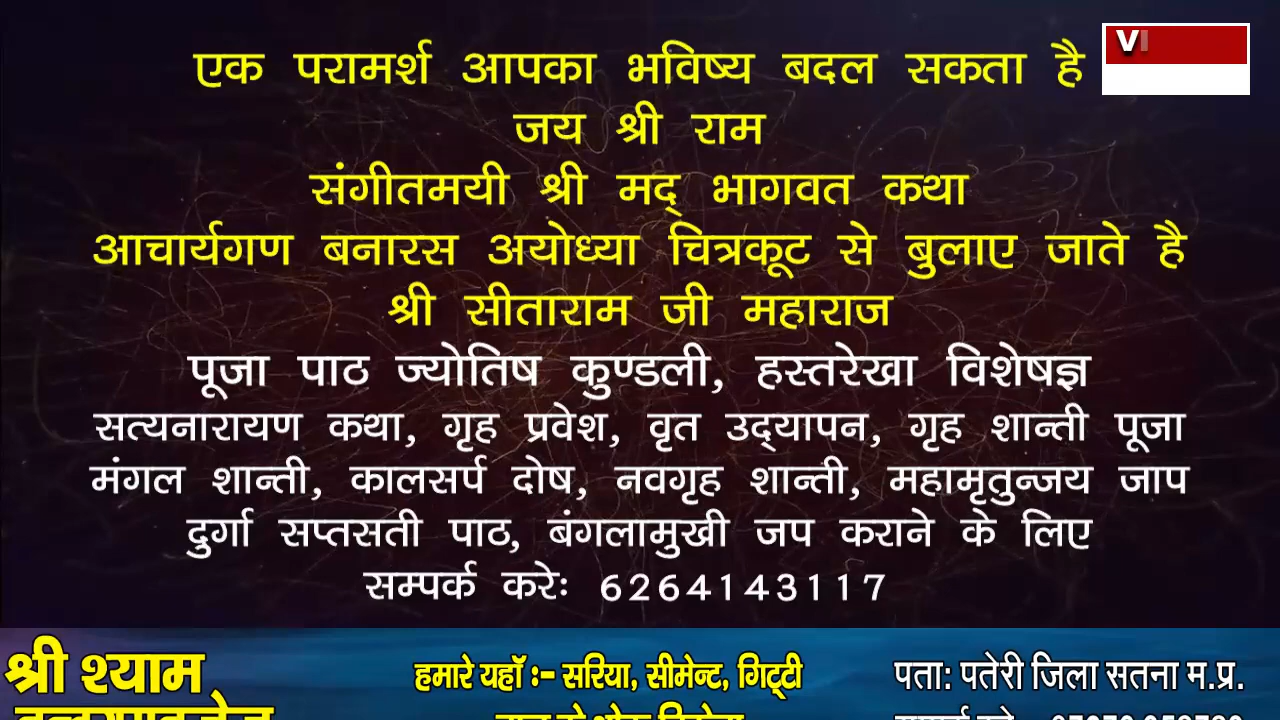 एक परामर्श आपका भविष्य बदल सकता है
VI
जय श्री राम
संगीतमयी श्री मद् भागवत कथा
आचार्यगण बनारस अयोध्या चित्रकूट से बुलाए जाते है
श्री सीताराम जी महाराज
पूजा पाठ ज्योतिष कुण्डली, हस्तरेखा विशेषज्ञ
सत्यनारायण कथा, गृह प्रवेश, वृत उद्यापन, गृह शान्ती पूजा
मंगल शान्ती, कालसर्प दोष, नवगृह शान्ती, महामृतुन्जय जाप
दुर्गा सप्तसती पाठ, बंगलामुखी जप कराने के लिए
सम्पर्क करेः 6264143117
श्री श्याम
हमारे यहाॅ :- सरिया, सीमेन्ट, गिट्टी
पता: पतेरी जिला सतना म.प्र.